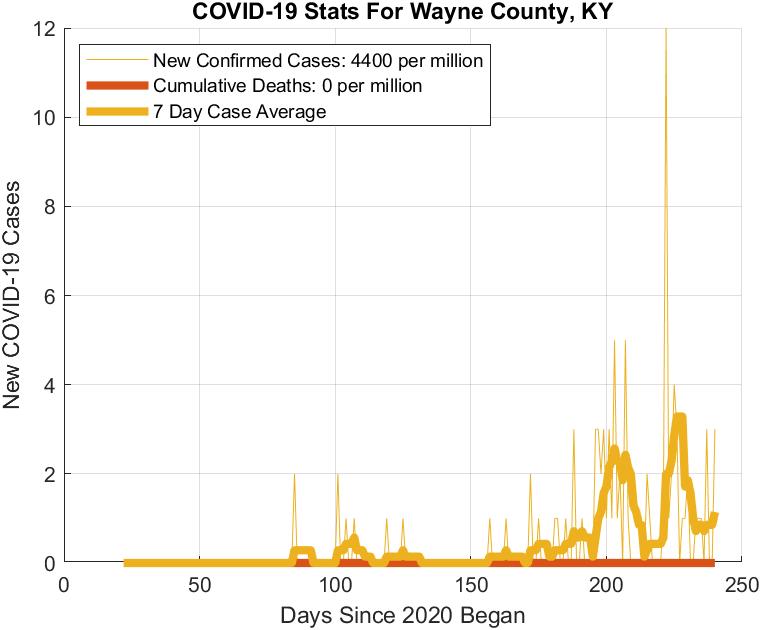 COVID-19 Stats For Wayne County, KY
New Confirmed Cases: 4400 per million
Cumulative Deaths: 0 per million
7 Day Case Average
New COVID-19 Cases
12
10
8
6
4
2
0
0 50 100 150 200 250
Days Since 2020 Began